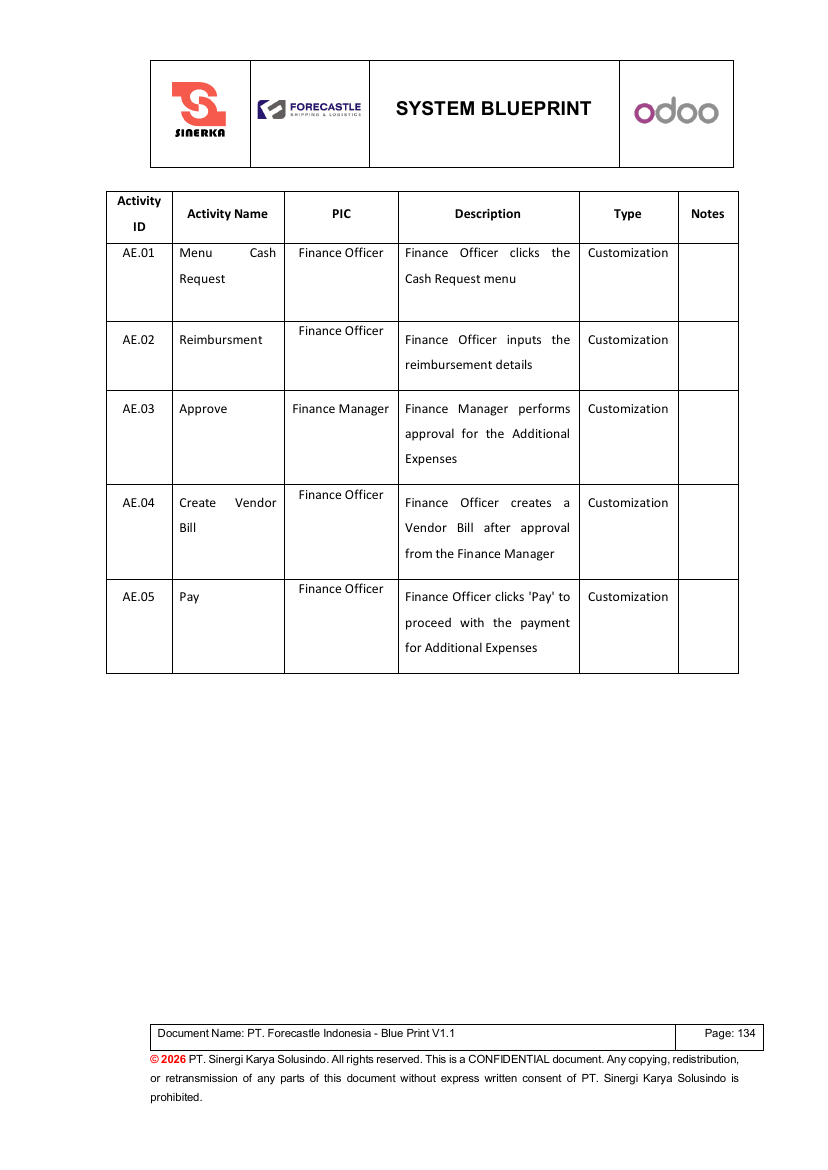 SINERKA
FORECASTLE
SHIPPING & LOGISTICS
SYSTEM BLUEPRINT
odoo
Activity
ID
Activity Name
PIC
Description
Type
Notes
AE.01
Menu Cash
Request
Finance Officer
Finance Officer clicks the
Cash Request menu
Customization
AE.02
Reimbursment
Finance Officer
Finance Officer inputs the
reimbursement details
Customization
AE.03
Approve
Finance Manager
Finance Manager performs
approval for the Additional
Expenses
Customization
AE.04
Create Vendor
Bill
Finance Officer
Finance Officer creates a
Vendor Bill after approval
from the Finance Manager
Customization
AE.05
Pay
Finance Officer
Finance Officer clicks 'Pay' to
proceed with the payment
for Additional Expenses
Customization
Document Name: PT. Forecastle Indonesia - Blue Print V1.1
Page: 134
© 2026 PT. Sinergi Karya Solusindo. All rights reserved. This is a CONFIDENTIAL document. Any copying, redistribution,
or retransmission of any parts of this document without express written consent of PT. Sinergi Karya Solusindo is
prohibited.